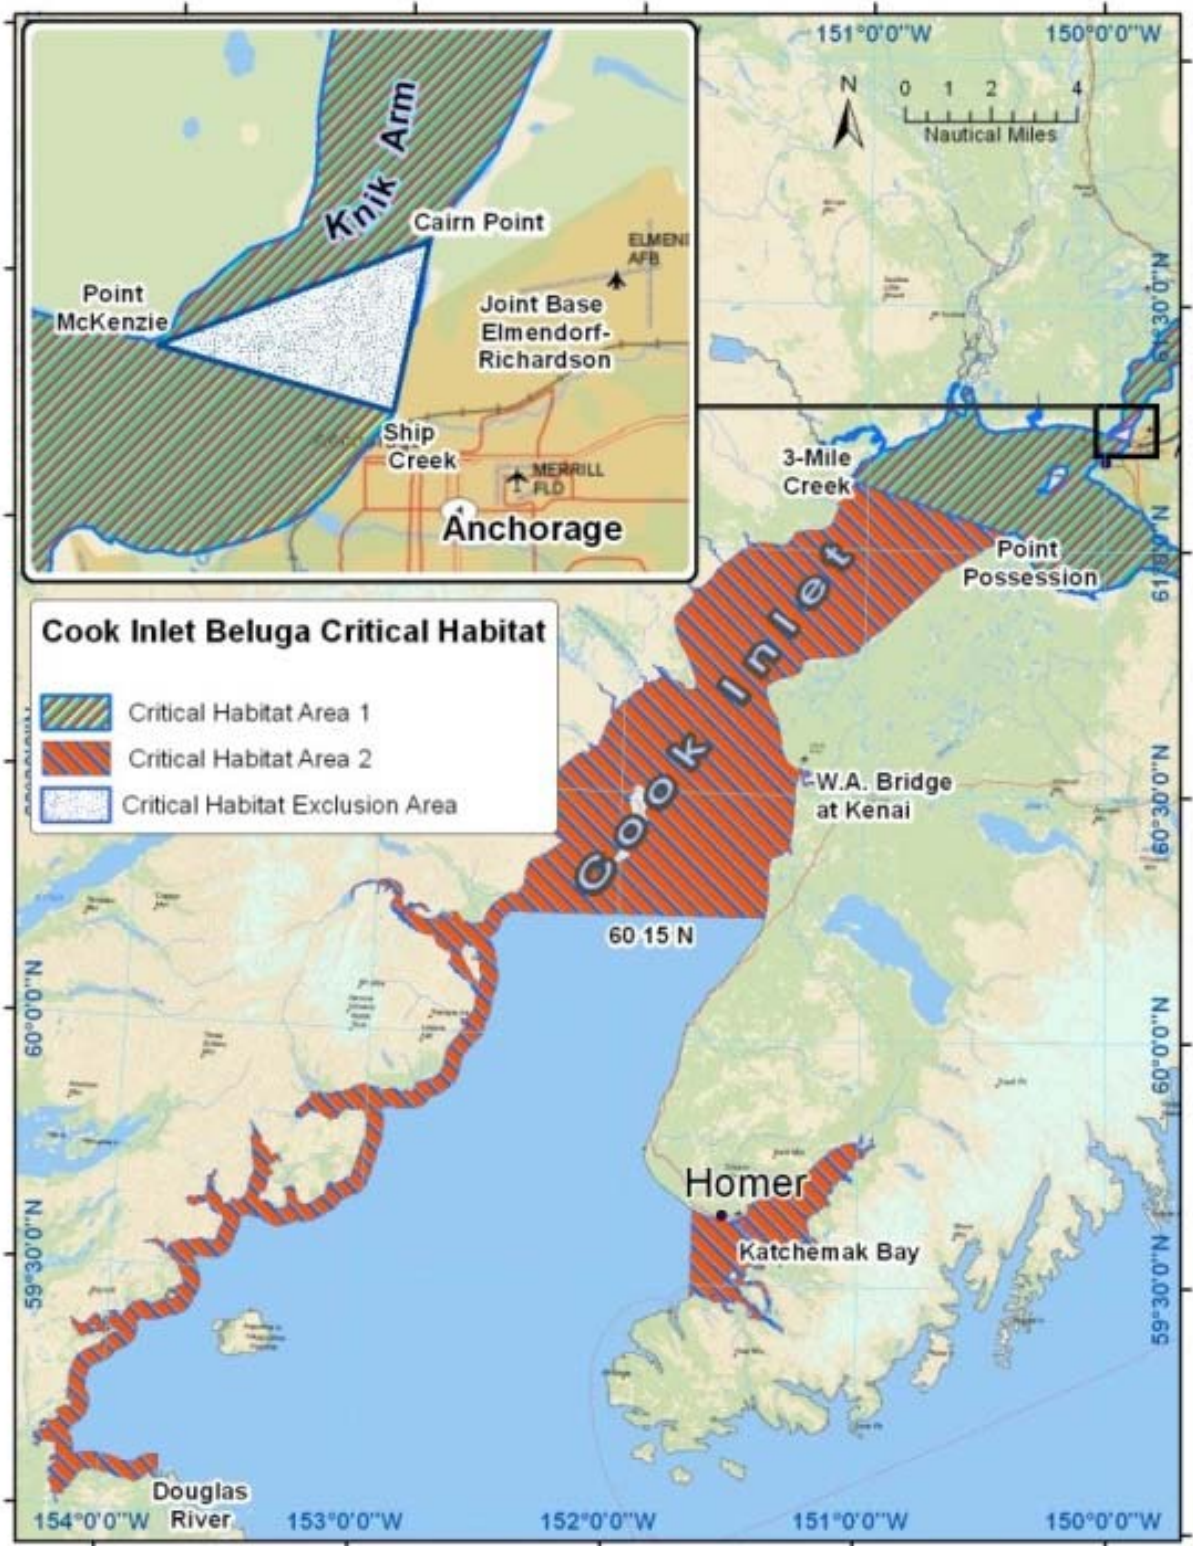 151°0'0"W
150°0'0"W
N
0 1 2 4
Nautical Miles
Knik Arm
Cairn Point
Point
McKenzie
ELMEN
AFB
Joint Base
Elmendorf-
Richardson
Ship
Creek
MERRILL
FLD
Anchorage
61°30'0"N
3-Mile
Creek
Point
Possession
Cook Inlet Beluga Critical Habitat
Critical Habitat Area 1
Critical Habitat Area 2
Critical Habitat Exclusion Area
Cook Inlet
W.A. Bridge
at Kenai
60°30'0"N
60 15 N
60°0'0"N
60°0'0"N
Homer
Katchemak Bay
59°30'0"N
59°30'0"N
Douglas
River
154°0'0"W
153°0'0"W
152°0'0"W
151°0'0"W
150°0'0"W